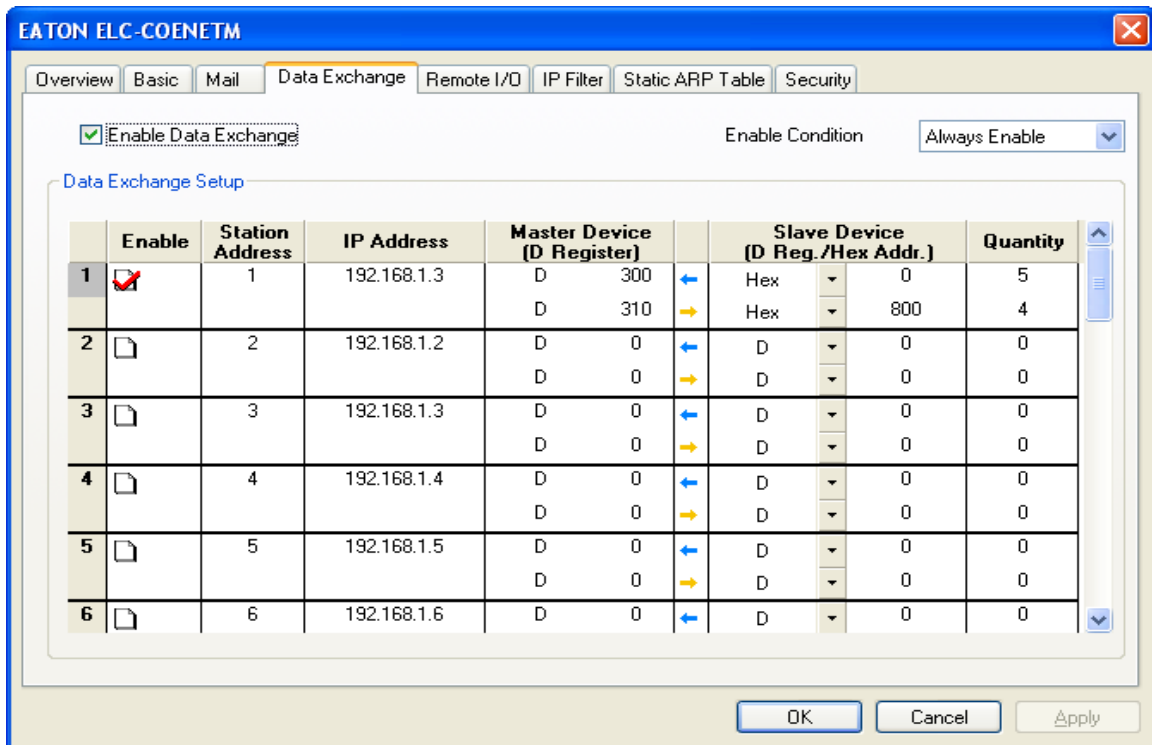 EATON ELC-COENETM
Overview Basic Mail Data Exchange Remote I/O IP Filter Static ARP Table Security
Enable Data Exchange Enable Condition Always Enable
Data Exchange Setup
Enable Station Address IP Address Master Device (D Register) Slave Device (D Reg./Hex Addr.) Quantity
1 1 192.168.1.3 D 300 Hex 0 5
D 310 Hex 800 4
2 2 192.168.1.2 D 0 D 0 0
D 0 D 0 0
3 3 192.168.1.3 D 0 D 0 0
D 0 D 0 0
4 4 192.168.1.4 D 0 D 0 0
D 0 D 0 0
5 5 192.168.1.5 D 0 D 0 0
D 0 D 0 0
6 6 192.168.1.6 D 0 D 0 0
OK Cancel Apply